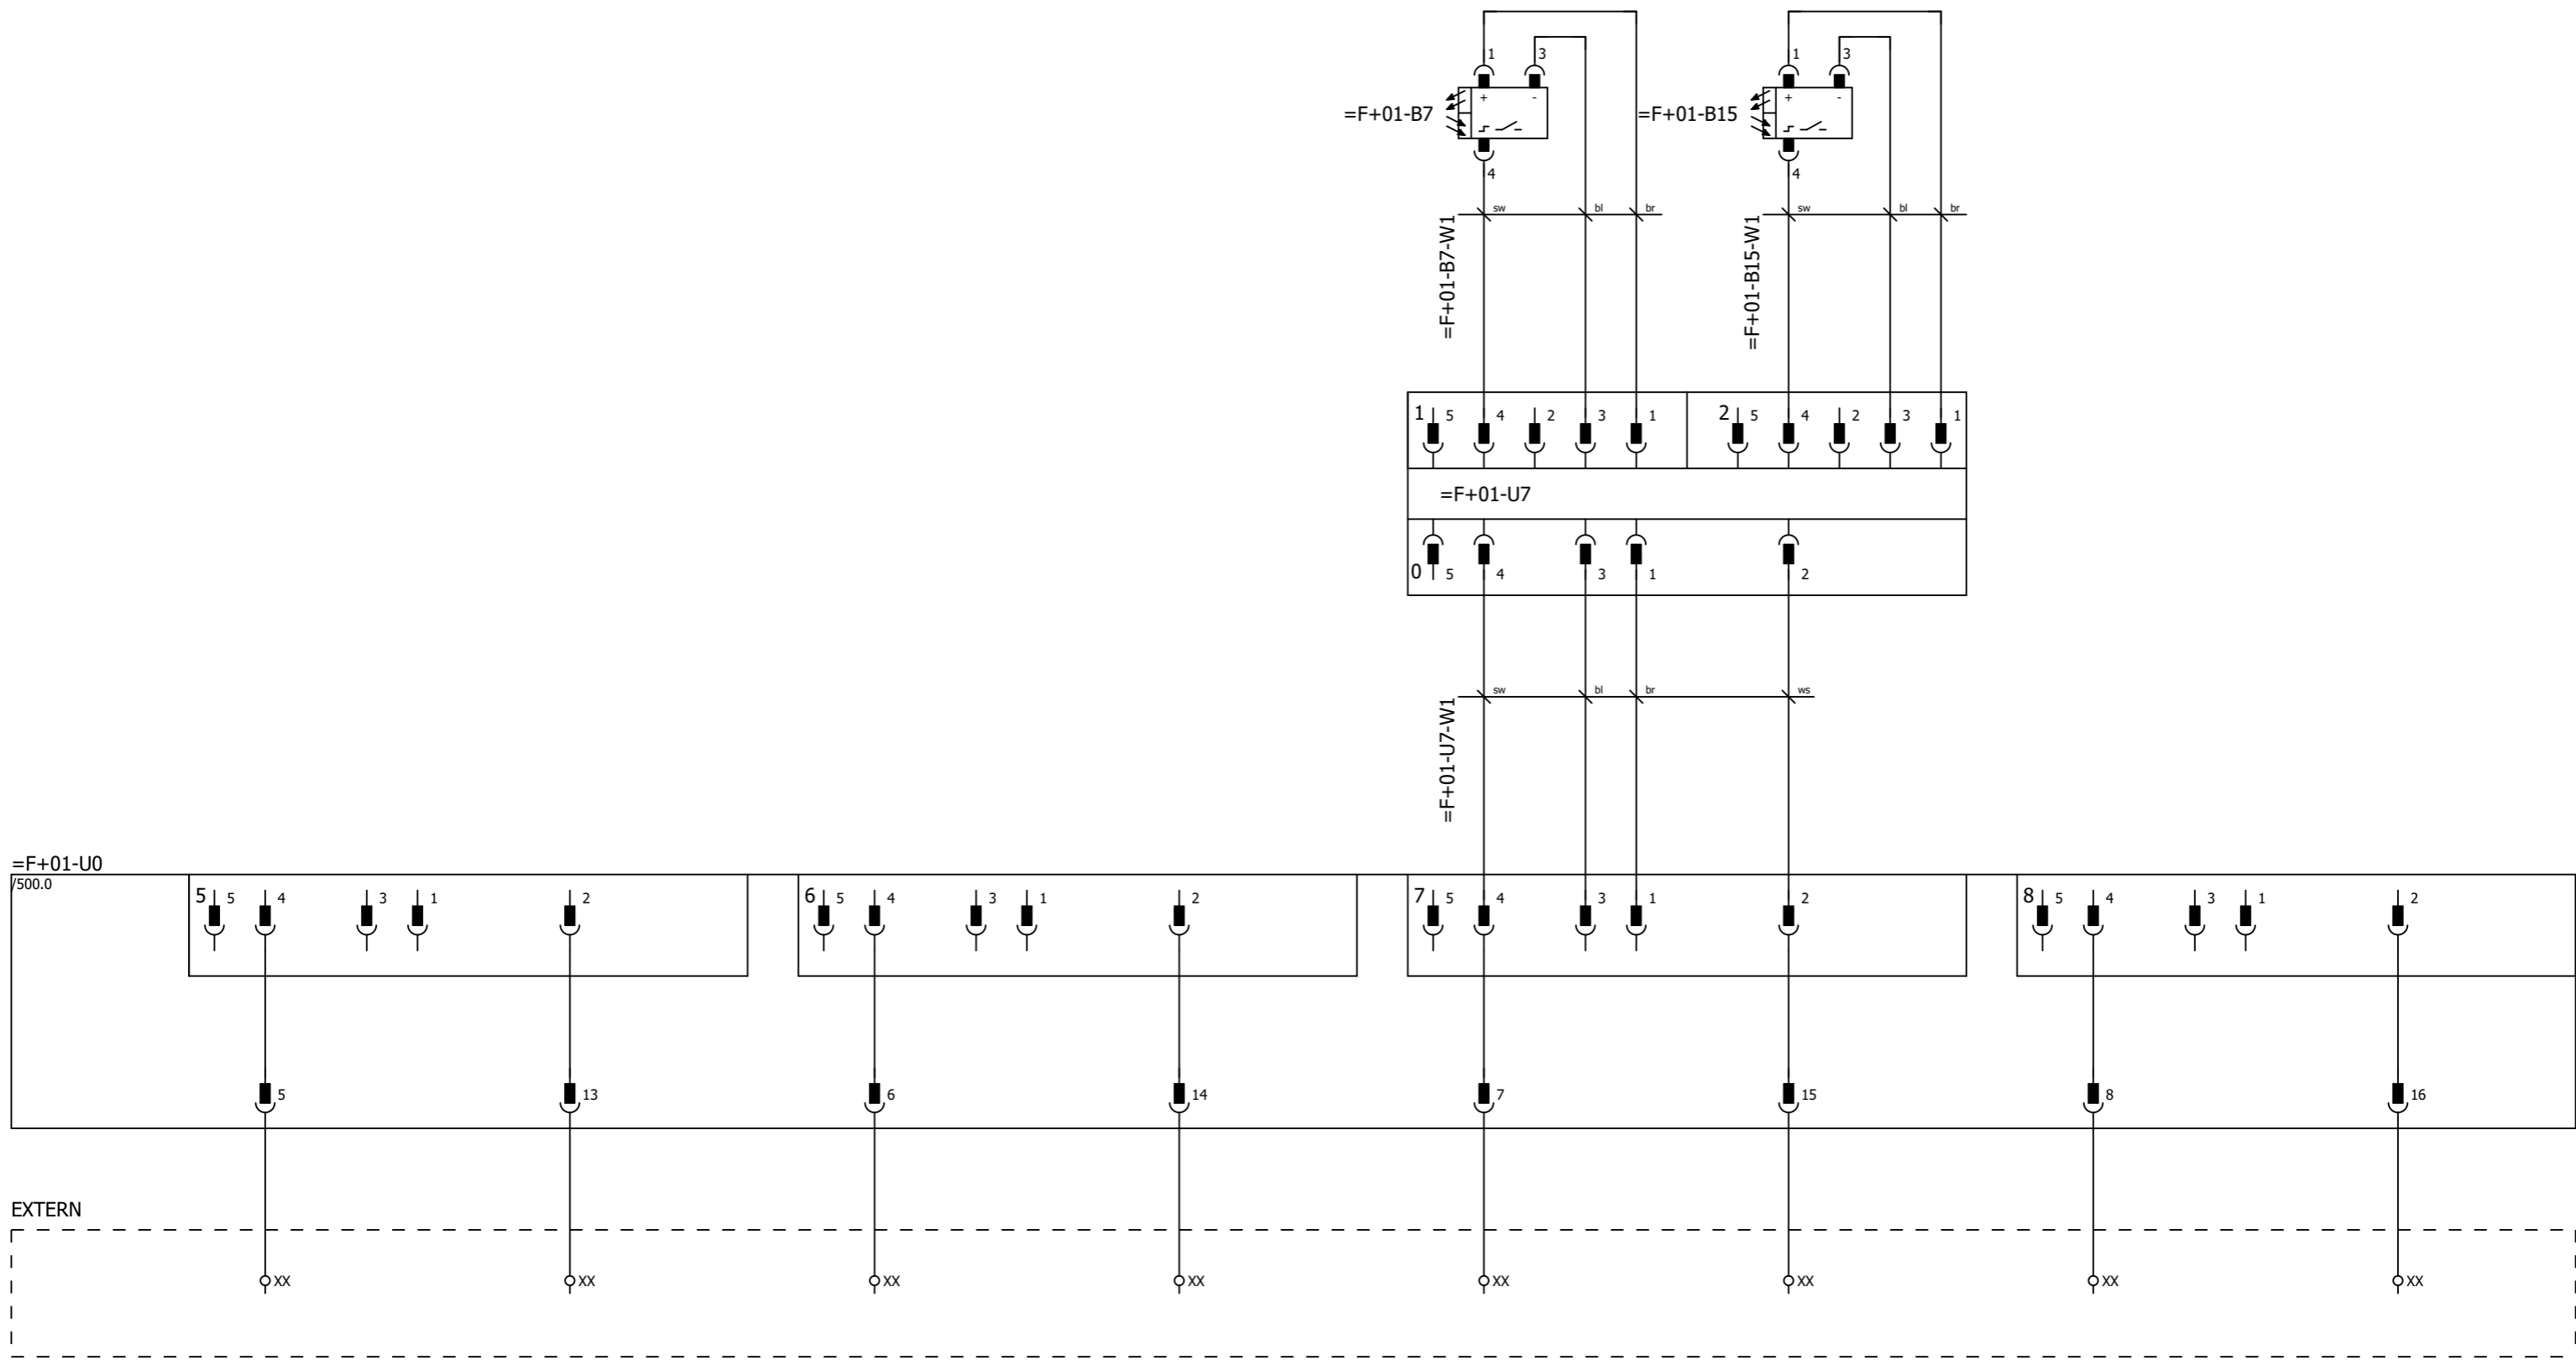 1 3 1 3
+ - + -
=F+01-B7 =F+01-B15
4 4
sw bl br sw bl br
=F+01-B7-W1 =F+01-B15-W1
1 5 4 2 3 1 2 5 4 2 3 1
=F+01-U7
0 5 4 3 1 2
sw bl br ws
=F+01-U7-W1
=F+01-U0
/500.0
5 5 4 3 1 2 6 5 4 3 1 2 7 5 4 3 1 2 8 5 4 3 1 2
5 13 6 14 7 15 8 16
EXTERN
XX XX XX XX XX XX XX XX